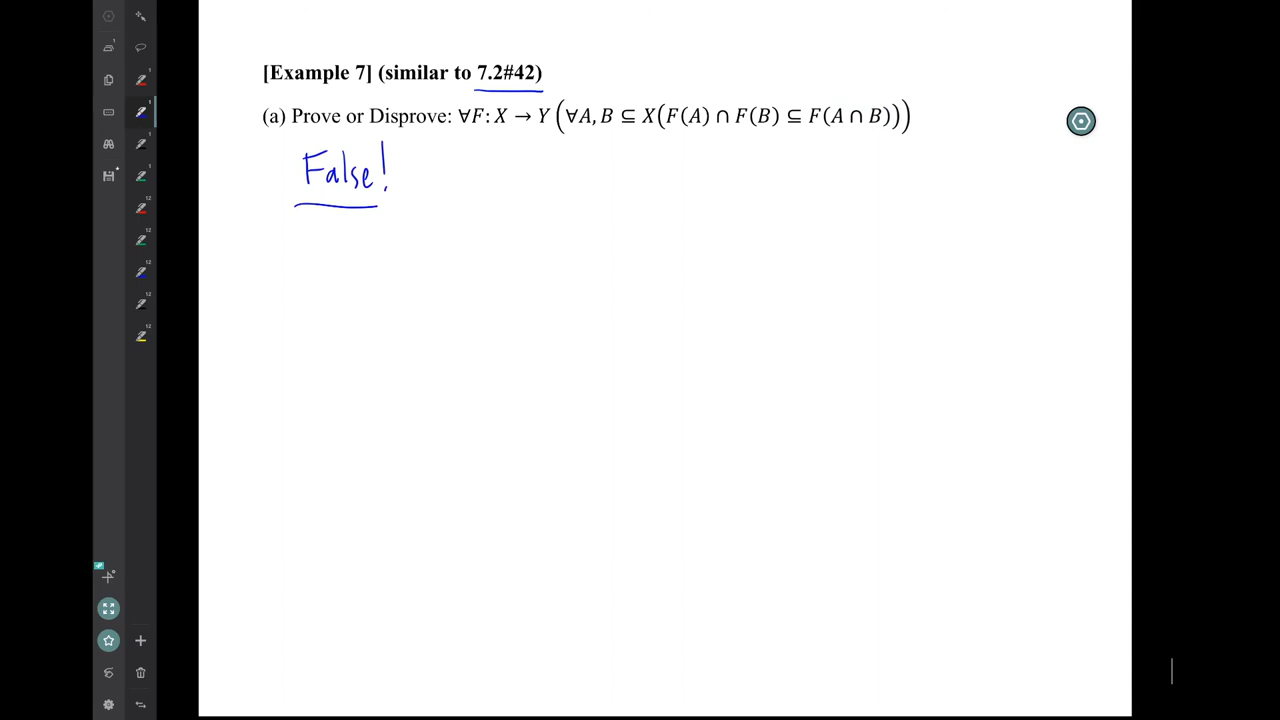 [Example 7] (similar to 7.2#42)
(a) Prove or Disprove: ∀F: X → Y (∀A, B ⊆ X(F(A) ∩ F(B) ⊆ F(A ∩ B)))
False!